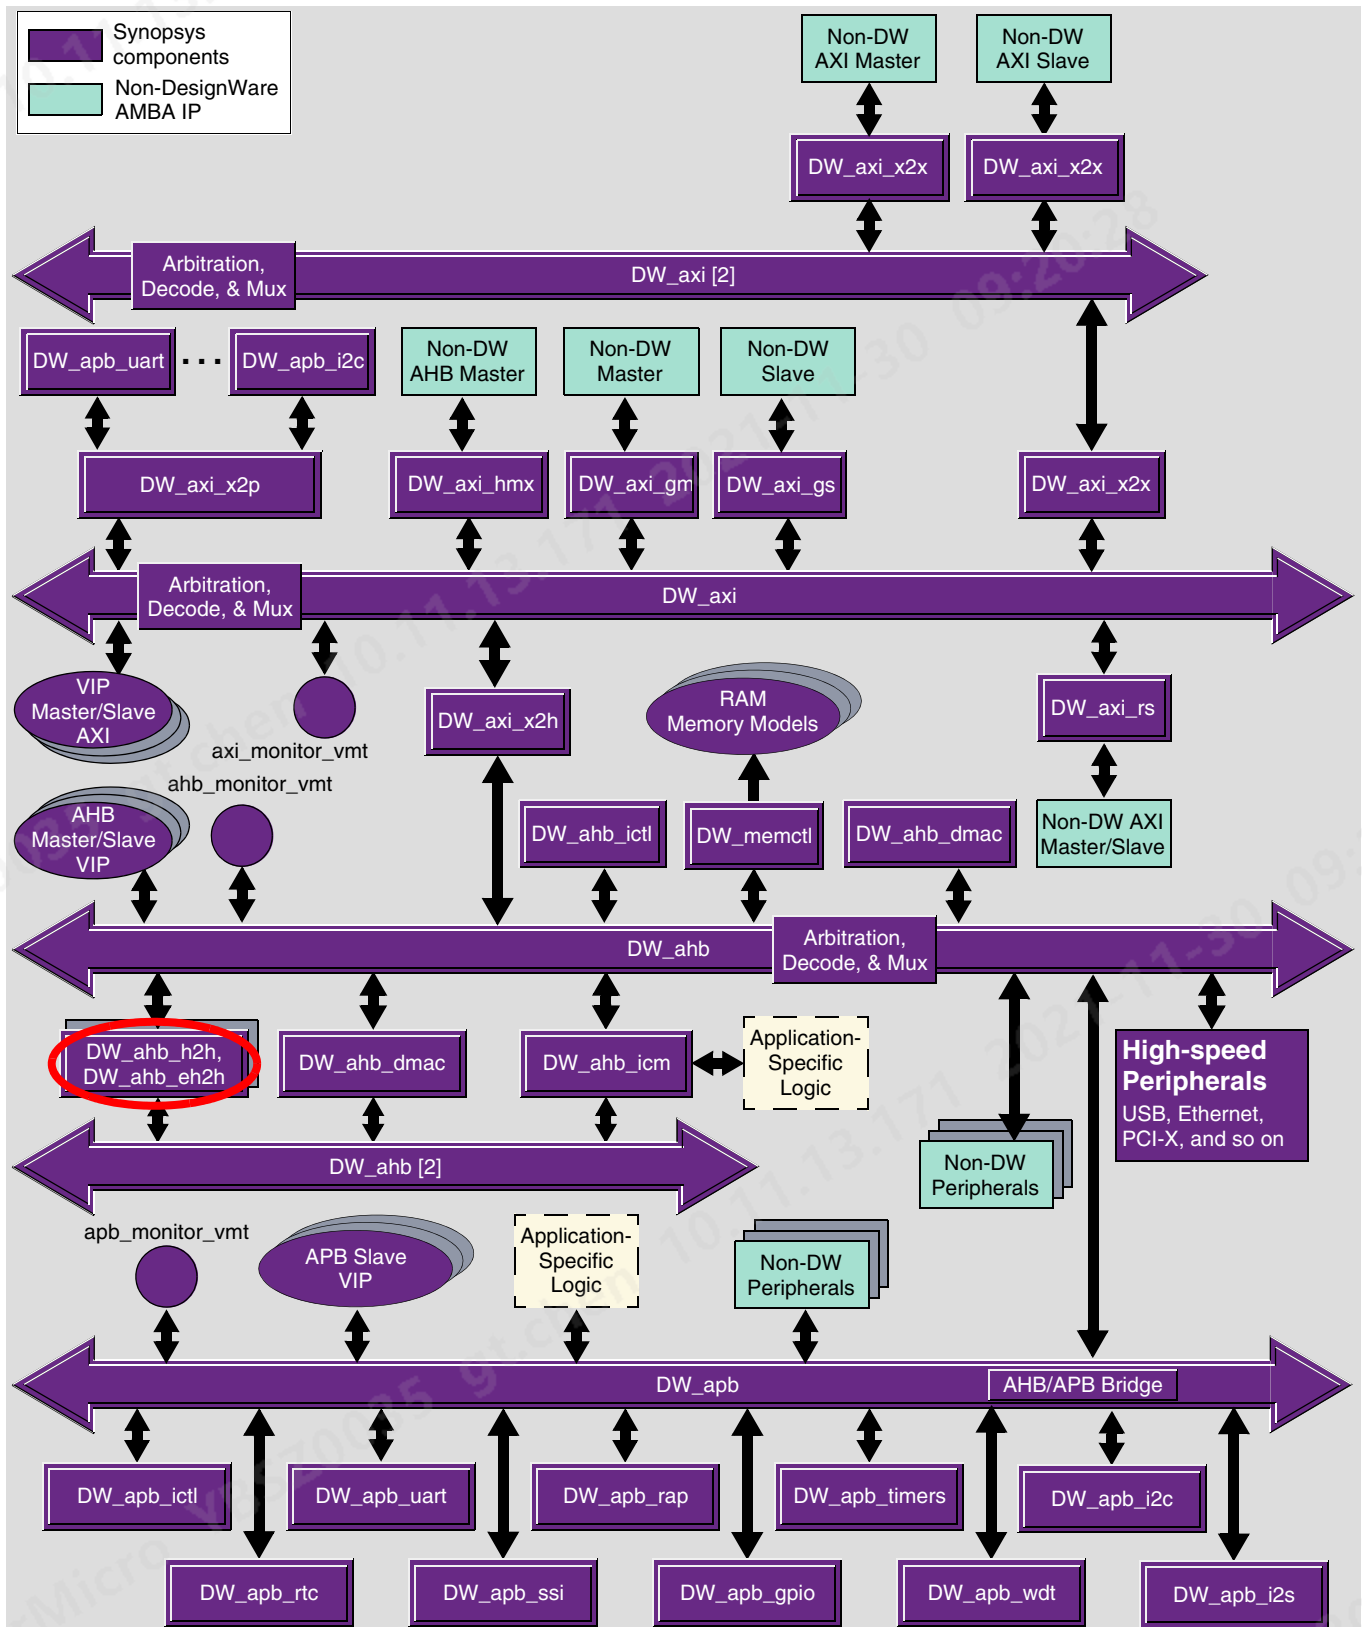 Synopsys
components
Non-DesignWare
AMBA IP
Non-DW
AXI Master
Non-DW
AXI Slave
DW_axi_x2x
DW_axi_x2x
Arbitration,
Decode, & Mux
DW_axi [2]
DW_apb_uart
. . .
DW_apb_i2c
Non-DW
AHB Master
Non-DW
Master
Non-DW
Slave
DW_axi_x2p
DW_axi_hmx
DW_axi_gm
DW_axi_gs
DW_axi_x2x
Arbitration,
Decode, & Mux
DW_axi
VIP
Master/Slave
AXI
axi_monitor_vmt
DW_axi_x2h
RAM
Memory Models
DW_axi_rs
ahb_monitor_vmt
AHB
Master/Slave
VIP
DW_ahb_ictl
DW_memctl
DW_ahb_dmac
Non-DW AXI
Master/Slave
DW_ahb
Arbitration,
Decode, & Mux
DW_ahb_h2h,
DW_ahb_eh2h
DW_ahb_dmac
DW_ahb_icm
Application-
Specific
Logic
High-speed
Peripherals
USB, Ethernet,
PCI-X, and so on
DW_ahb [2]
Non-DW
Peripherals
apb_monitor_vmt
APB Slave
VIP
Application-
Specific
Logic
Non-DW
Peripherals
DW_apb
AHB/APB Bridge
DW_apb_ictl
DW_apb_uart
DW_apb_rap
DW_apb_timers
DW_apb_i2c
DW_apb_rtc
DW_apb_ssi
DW_apb_gpio
DW_apb_wdt
DW_apb_i2s